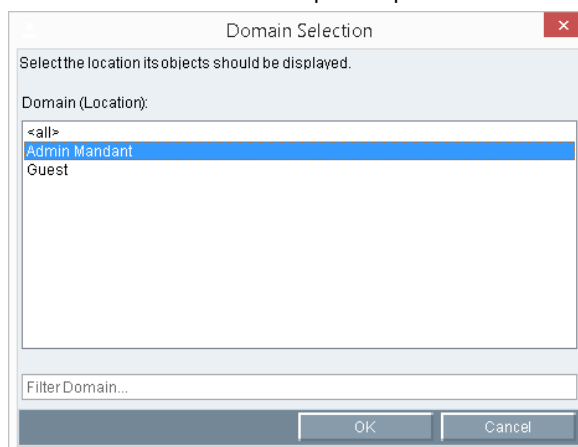 Domain Selection
Select the location its objects should be displayed.
Domain (Location):
<all>
Admin Mandant
Guest
Filter Domain...
OK
Cancel